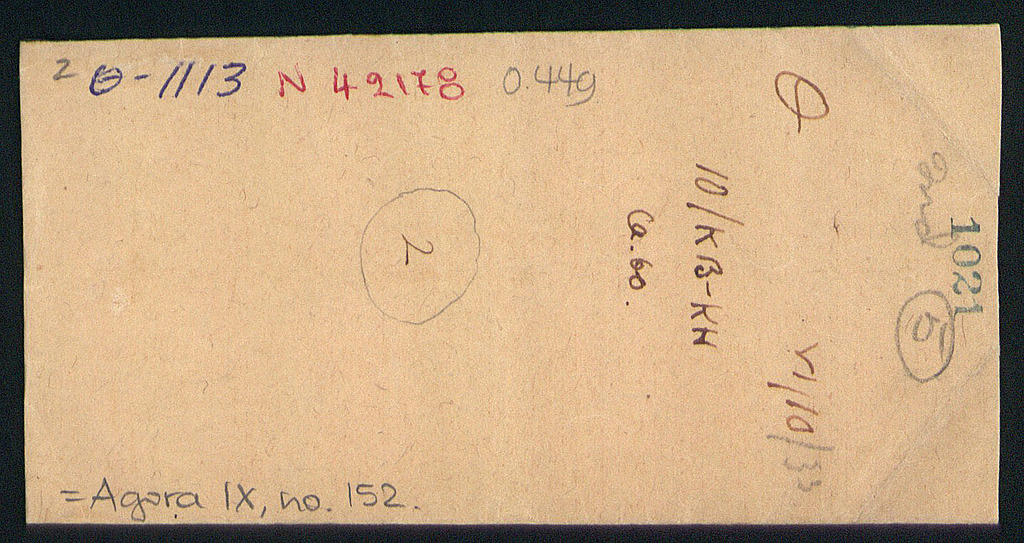 2 Θ-1113 N 42178 0.449
Θ
VI/10/33
10/ΚΒ-ΚΗ
Ca. 60.
2
1021
5
= Agora IX, no. 152.